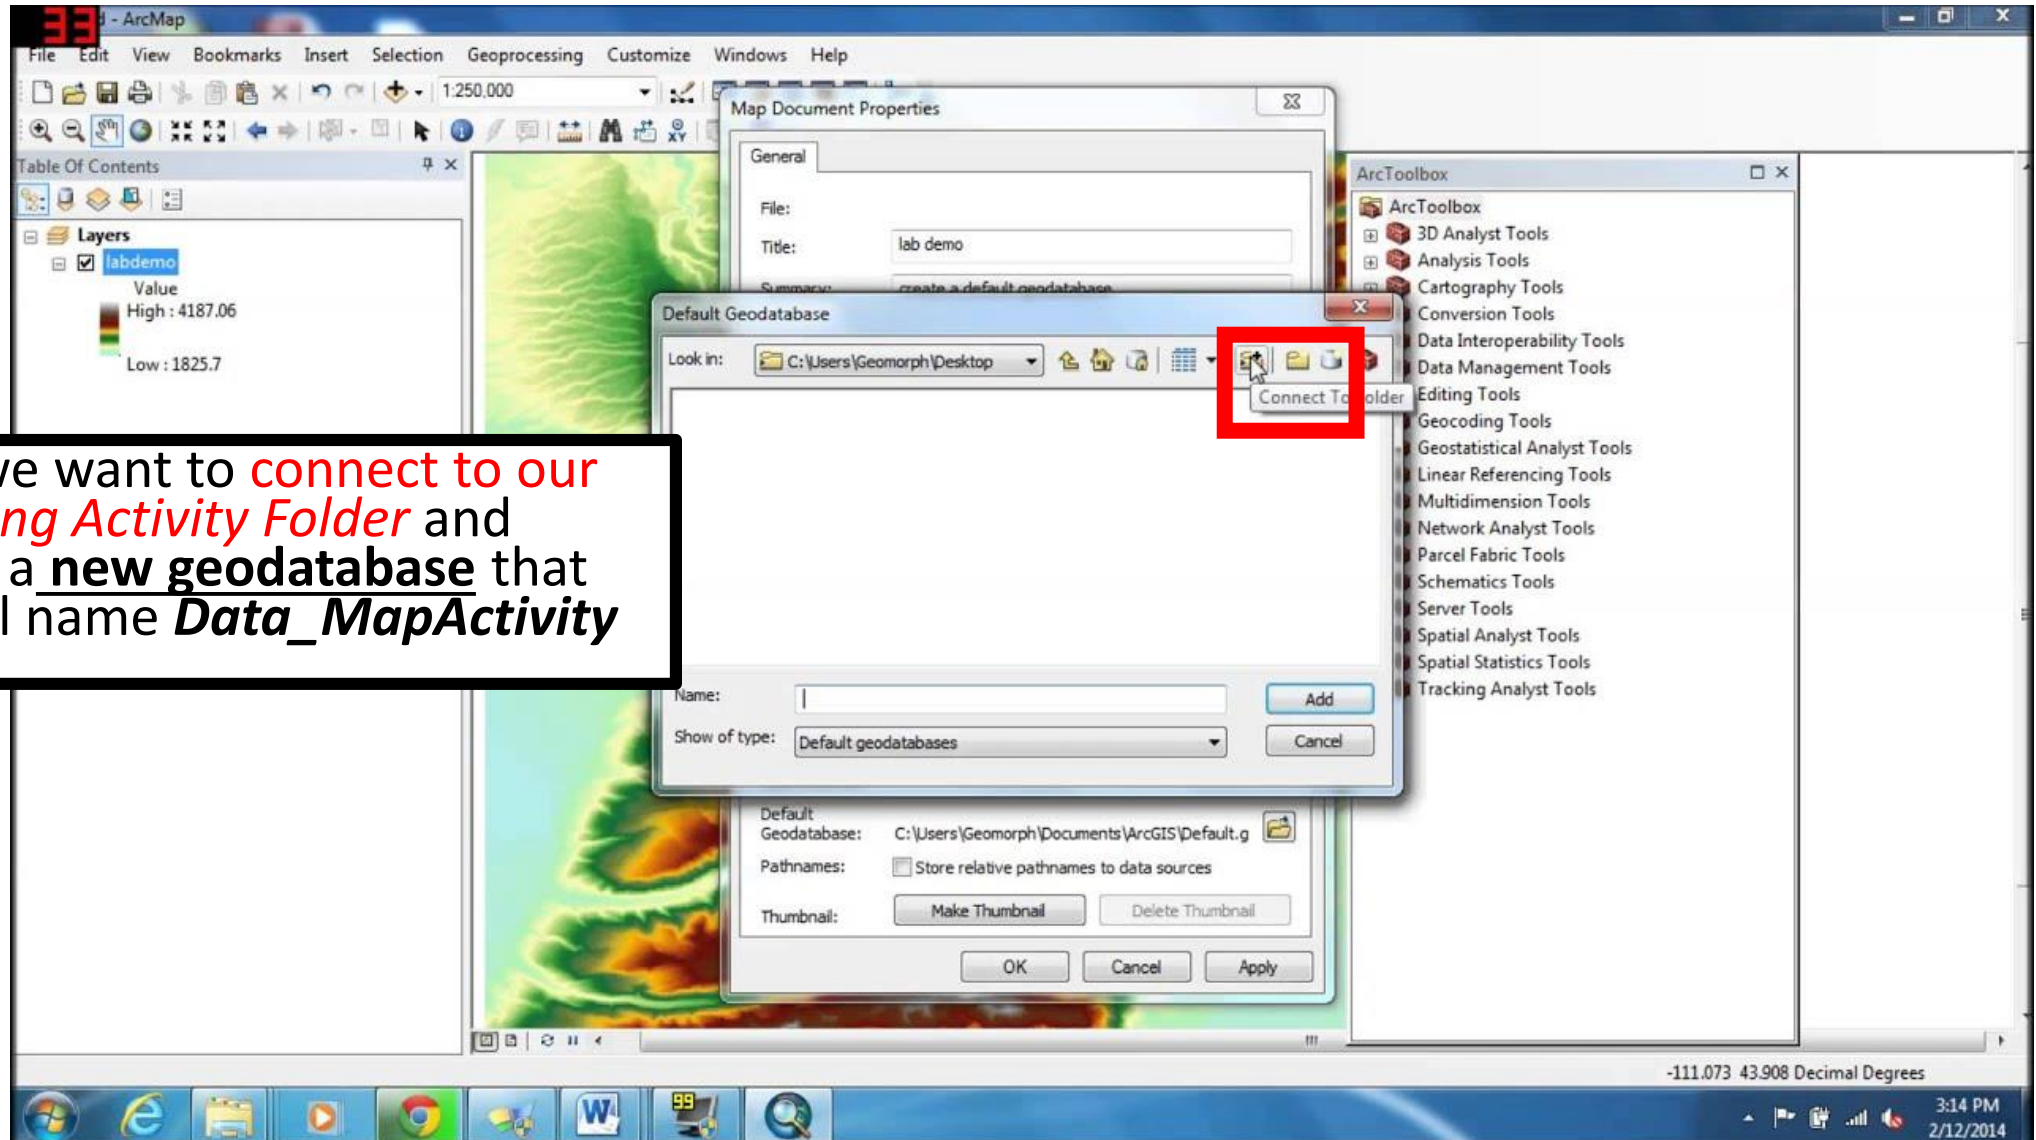 33
d - ArcMap
File Edit View Bookmarks Insert Selection Geoprocessing Customize Windows Help
1:250,000
Map Document Properties
General
File:
Title: lab demo
Summary: create a default geodatabase
Table Of Contents
Layers
labdemo
Value
High : 4187.06
Low : 1825.7
Default Geodatabase
Look in: C:\Users\Geomorph\Desktop
Connect To Folder
we want to connect to our
ng Activity Folder and
a new geodatabase that
l name Data_MapActivity
Name:
Add
Show of type: Default geodatabases
Cancel
Default
Geodatabase: C:\Users\Geomorph\Documents\ArcGIS\Default.g
Pathnames: Store relative pathnames to data sources
Thumbnail: Make Thumbnail Delete Thumbnail
OK Cancel Apply
ArcToolbox
ArcToolbox
3D Analyst Tools
Analysis Tools
Cartography Tools
Conversion Tools
Data Interoperability Tools
Data Management Tools
Editing Tools
Geocoding Tools
Geostatistical Analyst Tools
Linear Referencing Tools
Multidimension Tools
Network Analyst Tools
Parcel Fabric Tools
Schematics Tools
Server Tools
Spatial Analyst Tools
Spatial Statistics Tools
Tracking Analyst Tools
-111.073 43.908 Decimal Degrees
99
3:14 PM
2/12/2014